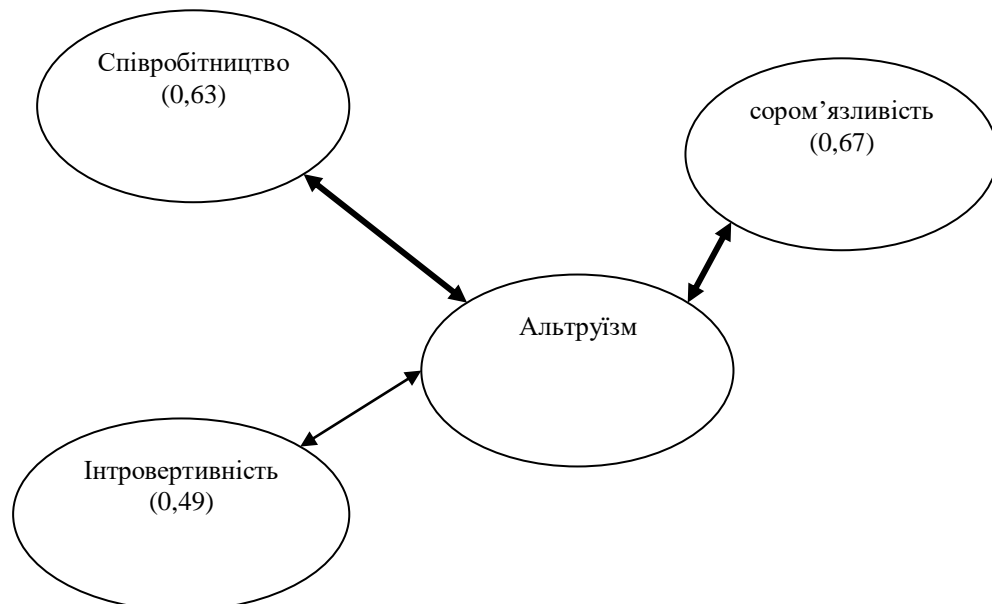 Співробітництво
(0,63)
сором’язливість
(0,67)
Альтруїзм
Інтровертивність
(0,49)